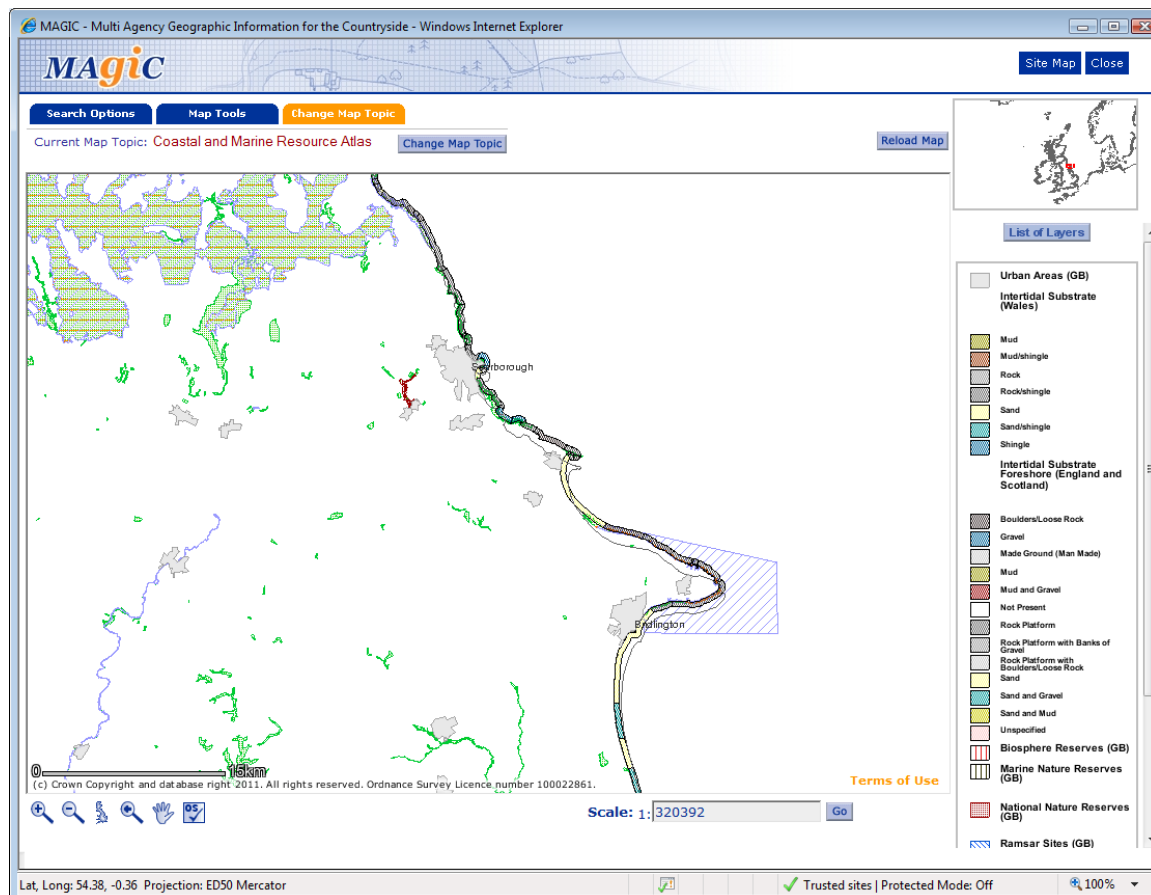 MAGIC - Multi Agency Geographic Information for the Countryside - Windows Internet Explorer
MAgiC
Site Map Close
Search Options Map Tools Change Map Topic
Current Map Topic: Coastal and Marine Resource Atlas Change Map Topic
Reload Map
List of Layers
Scarborough
Bridlington
0 15km
(c) Crown Copyright and database right 2011. All rights reserved. Ordnance Survey Licence number 100022861.
Terms of Use
Urban Areas (GB)
Intertidal Substrate
(Wales)
Mud
Mud/shingle
Rock
Rock/shingle
Sand
Sand/shingle
Shingle
Intertidal Substrate
Foreshore (England and
Scotland)
Boulders/Loose Rock
Gravel
Made Ground (Man Made)
Mud
Mud and Gravel
Not Present
Rock Platform
Rock Platform with Banks of
Gravel
Rock Platform with
Boulders/Loose Rock
Sand
Sand and Gravel
Sand and Mud
Unspecified
Biosphere Reserves (GB)
Marine Nature Reserves
(GB)
National Nature Reserves
(GB)
Ramsar Sites (GB)
OS
Scale: 1: 320392 Go
Lat, Long: 54.38, -0.36 Projection: ED50 Mercator
Trusted sites | Protected Mode: Off
100%